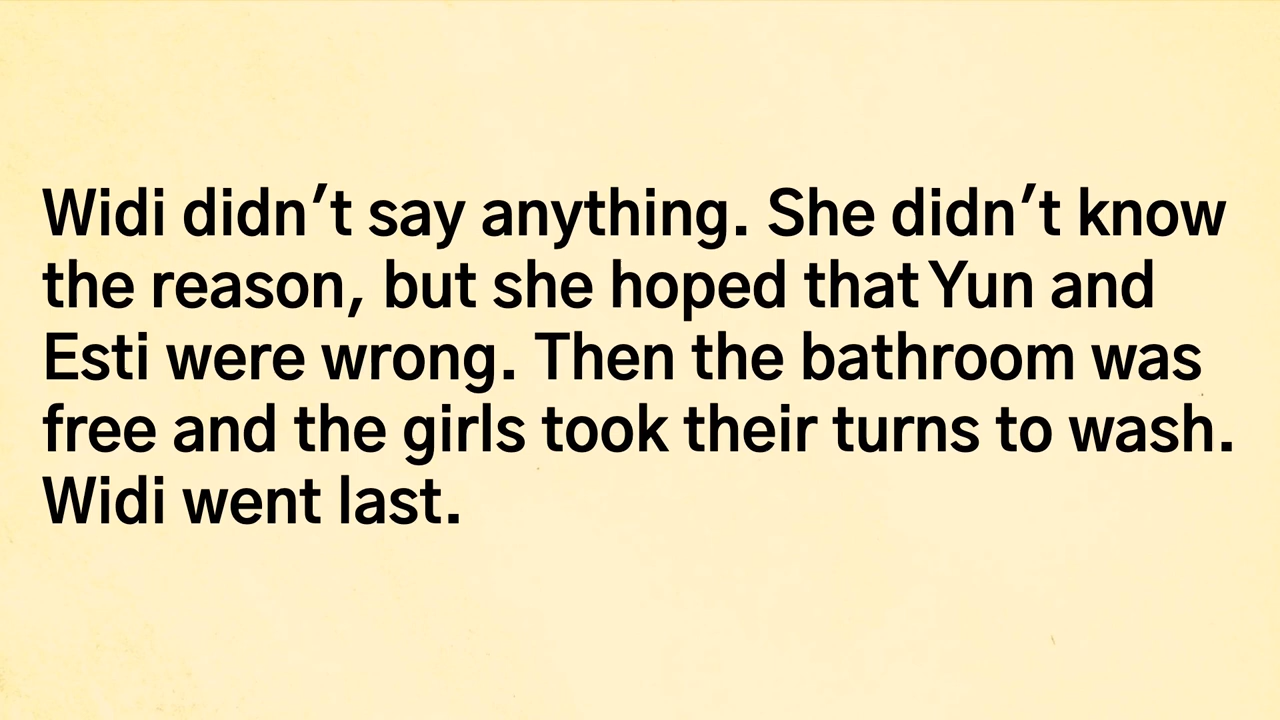 Widi didn't say anything. She didn't know
the reason, but she hoped that Yun and
Esti were wrong. Then the bathroom was
free and the girls took their turns to wash.
Widi went last.